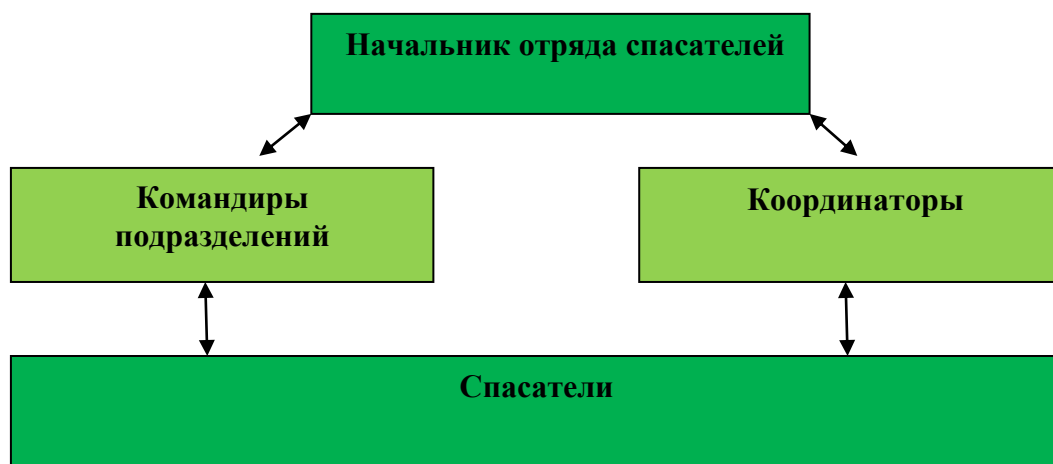 Начальник отряда спасателей
Командиры
подразделений
Координаторы
Спасатели